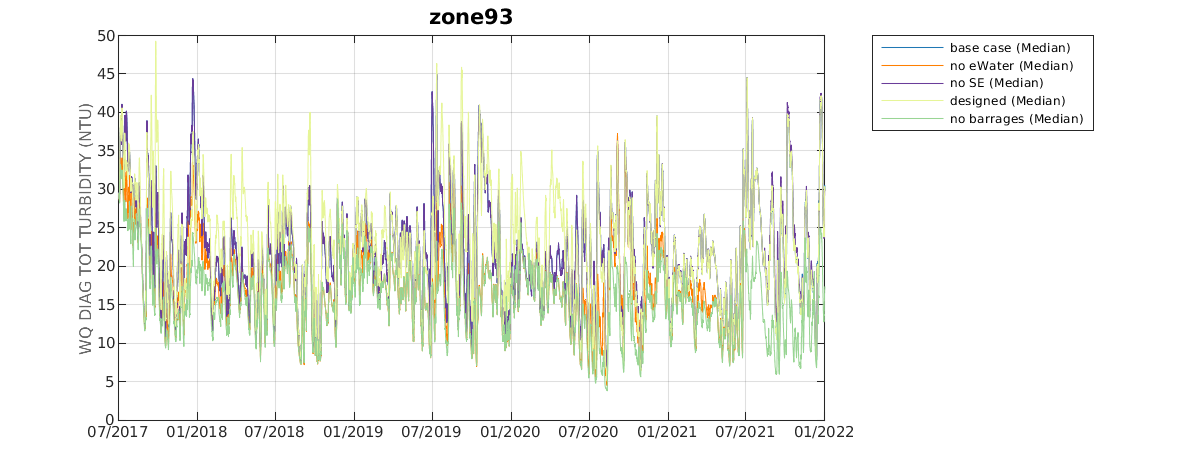 zone93
WQ DIAG TOT TURBIDITY (NTU)
50
45
40
35
30
25
20
15
10
5
0
07/2017 01/2018 07/2018 01/2019 07/2019 01/2020 07/2020 01/2021 07/2021 01/2022
base case (Median)
no eWater (Median)
no SE (Median)
designed (Median)
no barrages (Median)